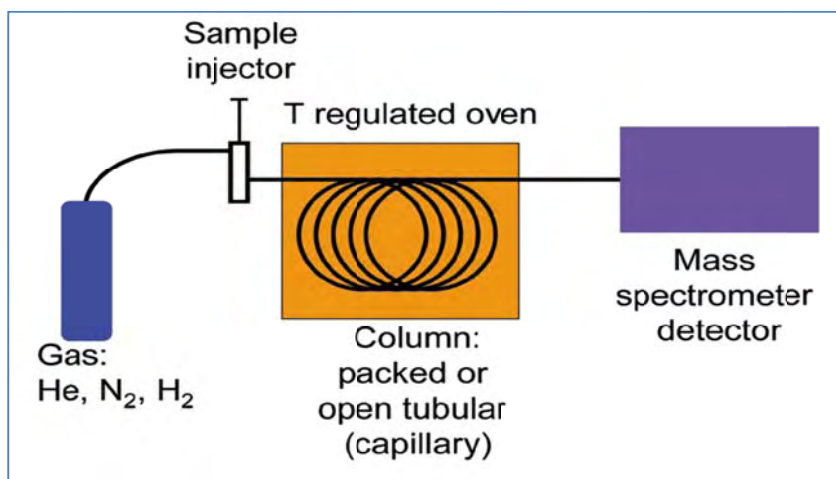 Sample
injector
T regulated oven
Gas:
He, N₂, H₂
Column:
packed or
open tubular
(capillary)
Mass
spectrometer
detector